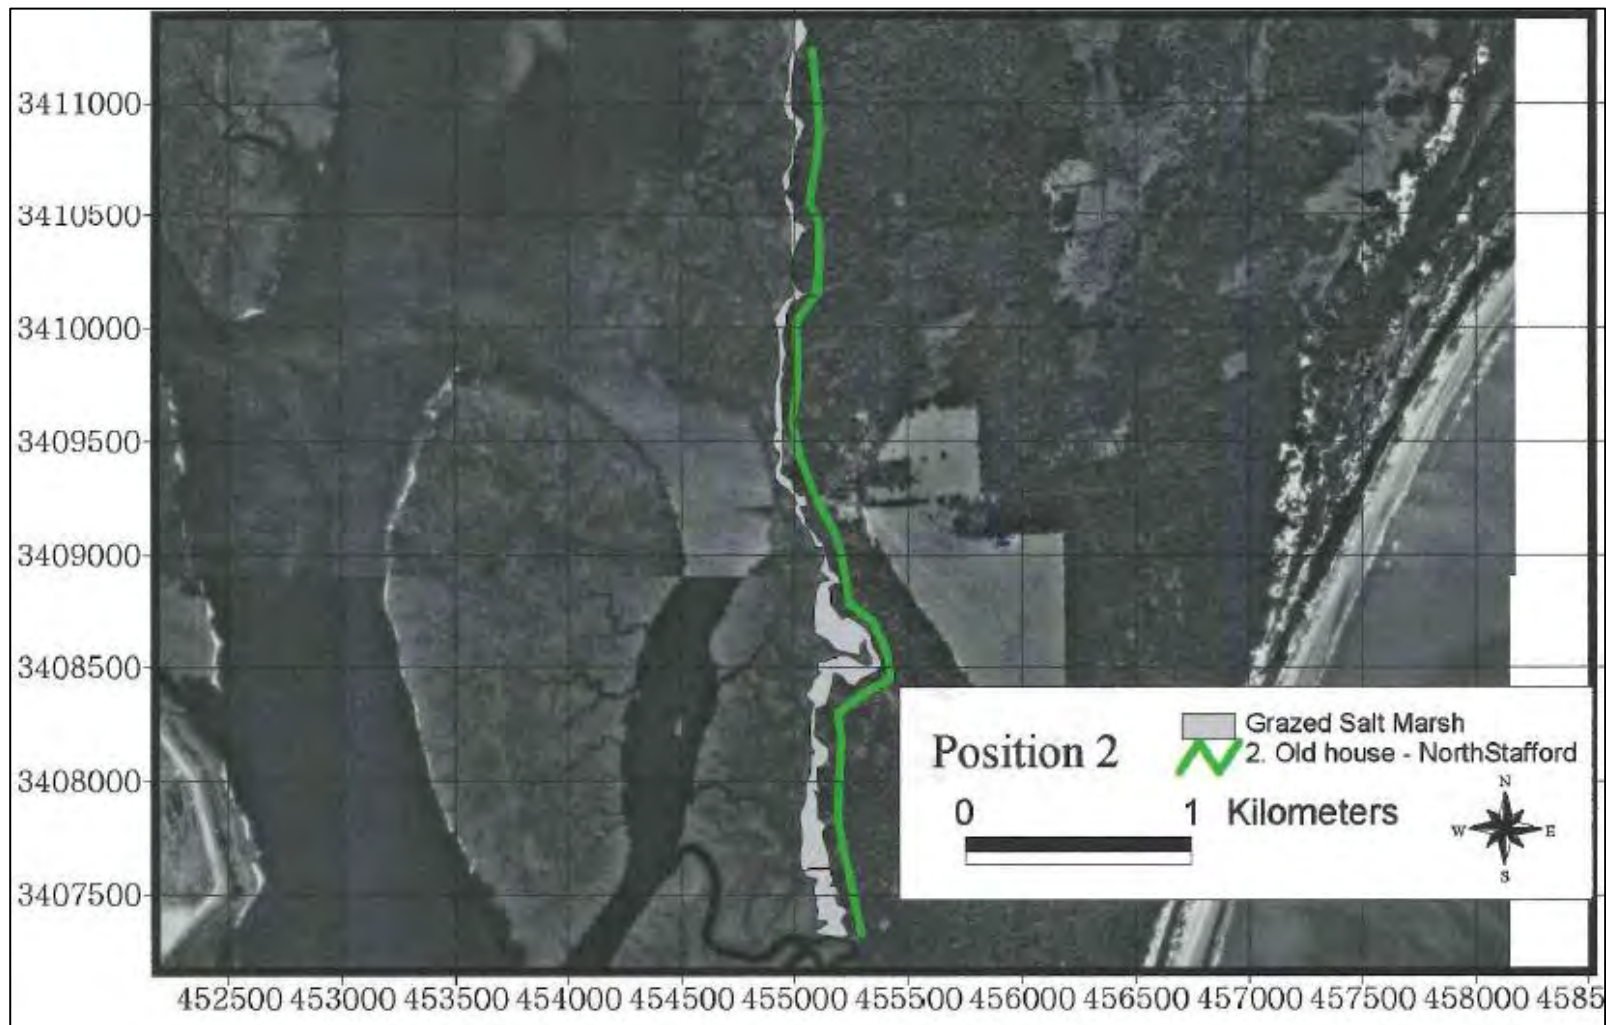 3411000
3410500
3410000
3409500
3409000
3408500
3408000
3407500
Position 2
Grazed Salt Marsh
2. Old house - NorthStafford
0 1 Kilometers
N
W E
S
452500 453000 453500 454000 454500 455000 455500 456000 456500 457000 457500 458000 4585